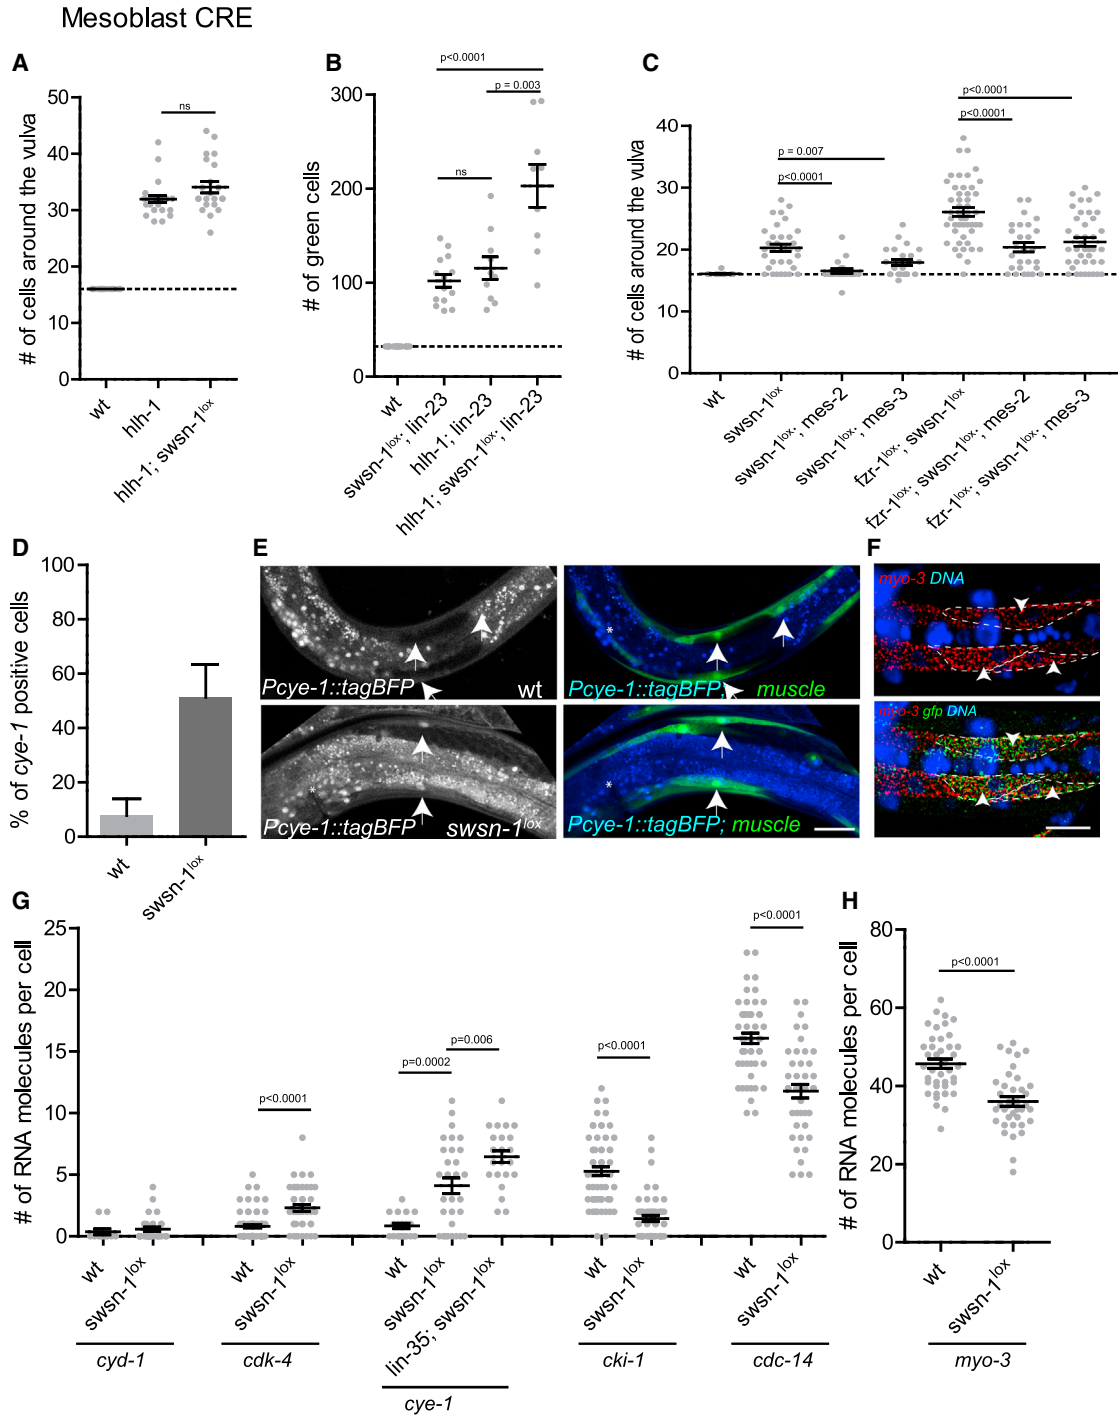 Mesoblast CRE
A
# of cells around the vulva
50
40
30
20
10
0
ns
wt
hlh-1
hlh-1; swsn-1lox
B
# of green cells
300
200
100
0
p<0.0001
p = 0.003
ns
wt
swsn-1lox; lin-23
hlh-1; lin-23
hlh-1; swsn-1lox; lin-23
C
# of cells around the vulva
40
30
20
10
0
p<0.0001
p<0.0001
p = 0.007
p<0.0001
wt
swsn-1lox
swsn-1lox; mes-2
swsn-1lox; mes-3
fzr-1lox; swsn-1lox
fzr-1lox; swsn-1lox; mes-2
fzr-1lox; swsn-1lox; mes-3
D
% of cye-1 positive cells
100
80
60
40
20
0
wt
swsn-1lox
E
*
Pcye-1::tagBFP
wt
*
Pcye-1::tagBFP; muscle
*
Pcye-1::tagBFP
swsn-1lox
*
Pcye-1::tagBFP; muscle
F
myo-3 DNA
myo-3 gfp DNA
G
# of RNA molecules per cell
25
20
15
10
5
0
p<0.0001
p=0.0002
p=0.006
p<0.0001
p<0.0001
wt
swsn-1lox
cyd-1
wt
swsn-1lox
cdk-4
wt
swsn-1lox
lin-35; swsn-1lox
cye-1
wt
swsn-1lox
cki-1
wt
swsn-1lox
cdc-14
H
# of RNA molecules per cell
80
60
40
20
0
p<0.0001
wt
swsn-1lox
myo-3